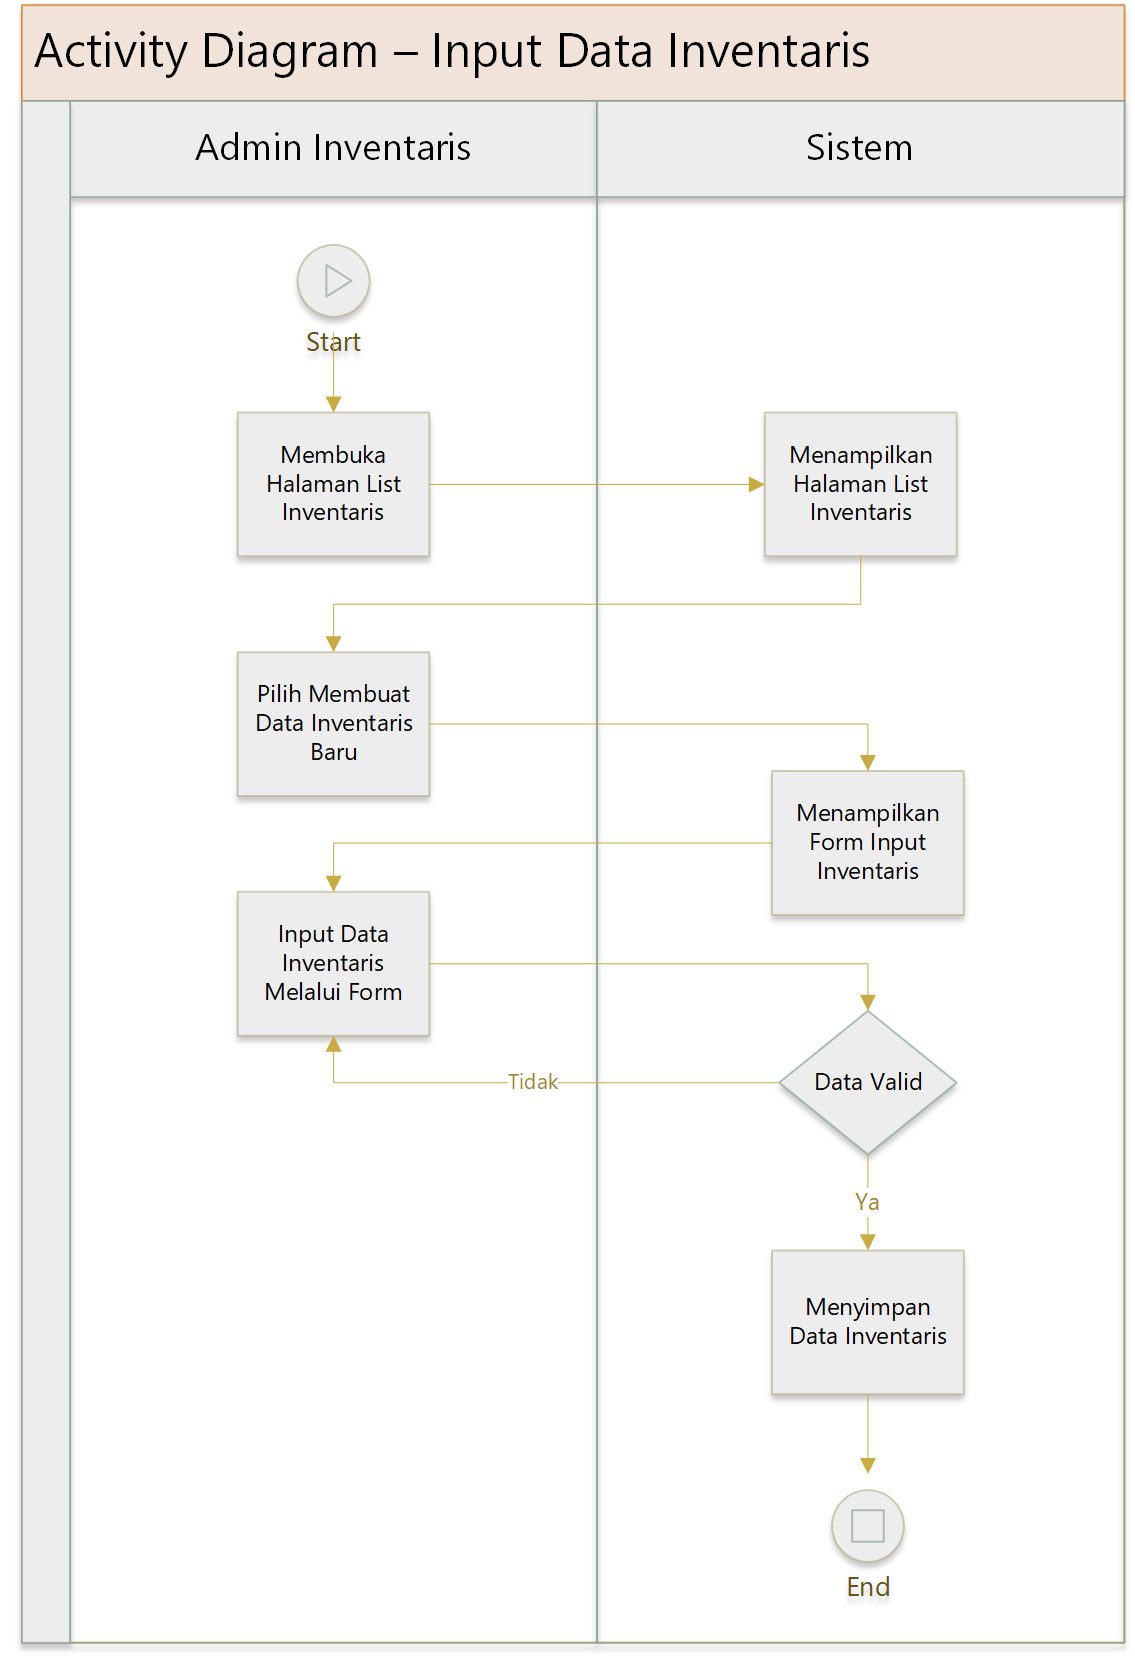 Activity Diagram – Input Data Inventaris
Admin Inventaris
Sistem
Start
Membuka
Halaman List
Inventaris
Menampilkan
Halaman List
Inventaris
Pilih Membuat
Data Inventaris
Baru
Menampilkan
Form Input
Inventaris
Input Data
Inventaris
Melalui Form
Data Valid
Tidak
Ya
Menyimpan
Data Inventaris
End